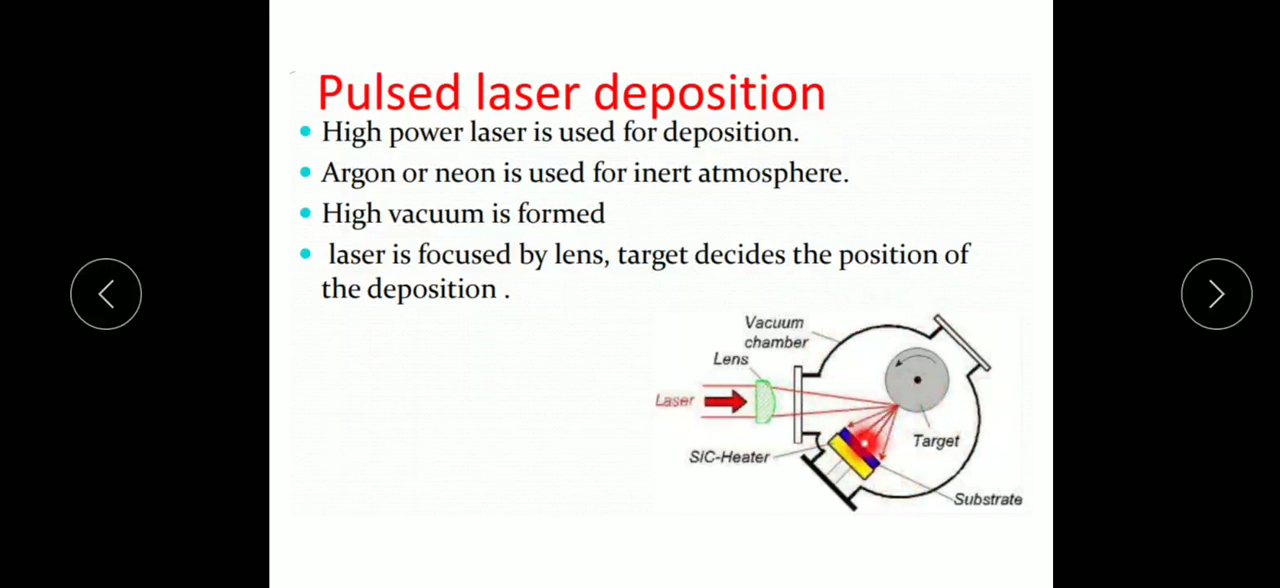 Pulsed laser deposition
High power laser is used for deposition.
Argon or neon is used for inert atmosphere.
High vacuum is formed
laser is focused by lens, target decides the position of
the deposition .
Vacuum
chamber
Lens
Laser
Target
SIC-Heater
Substrate